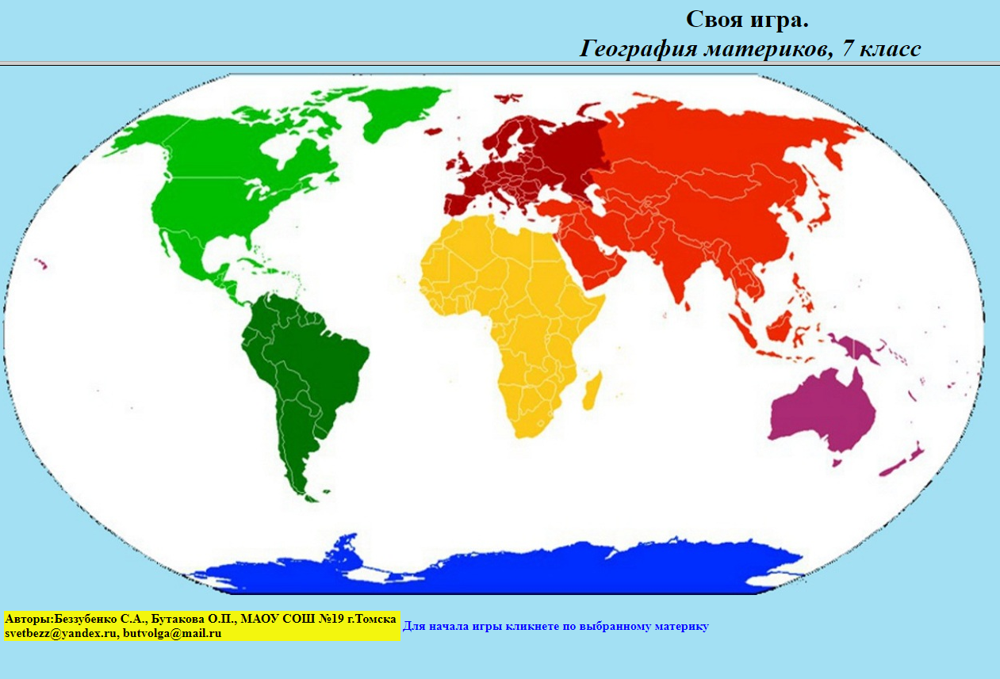 Своя игра.
География материков, 7 класс
Авторы:Беззубенко С.А., Бутакова О.П., МАОУ СОШ №19 г.Томска
svetbezz@yandex.ru, butvolga@mail.ru
Для начала игры кликнете по выбранному материку